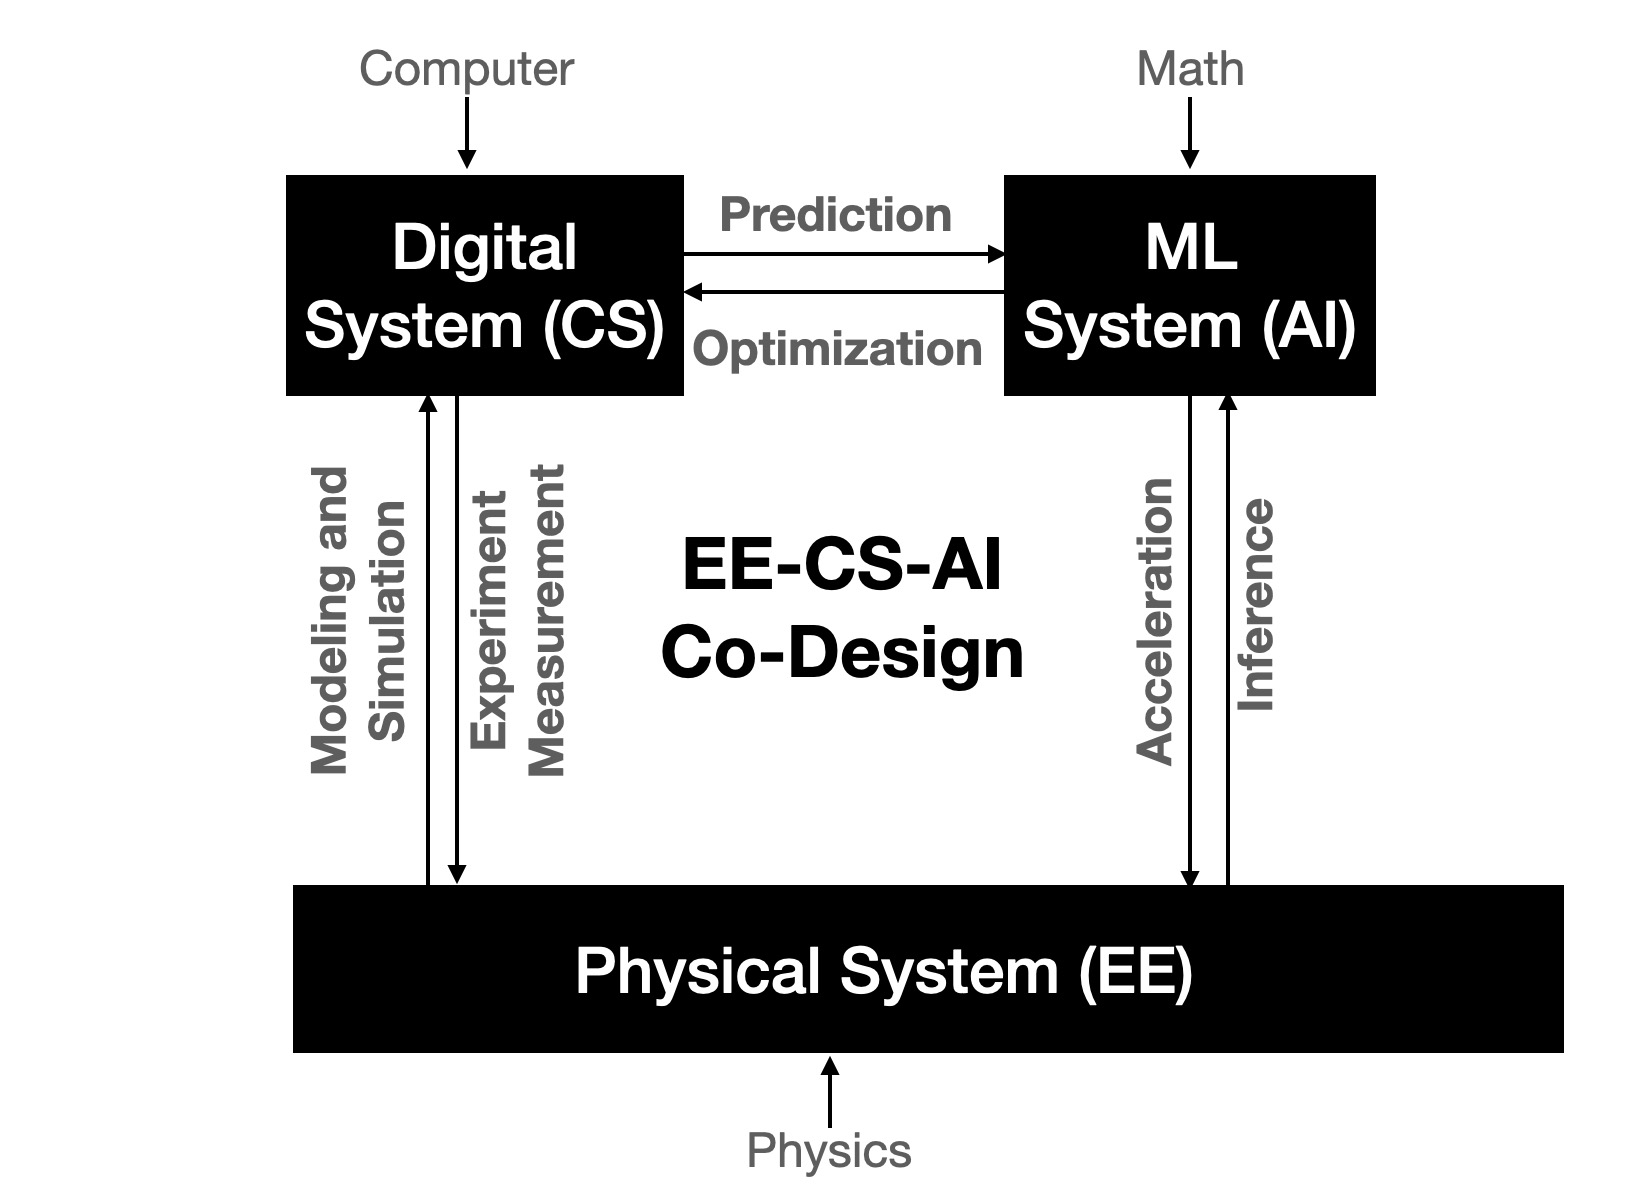 Computer
Math
Digital
System (CS)
Prediction
Optimization
ML
System (AI)
Modeling and
Simulation
Experiment
Measurement
EE-CS-AI
Co-Design
Acceleration
Inference
Physical System (EE)
Physics